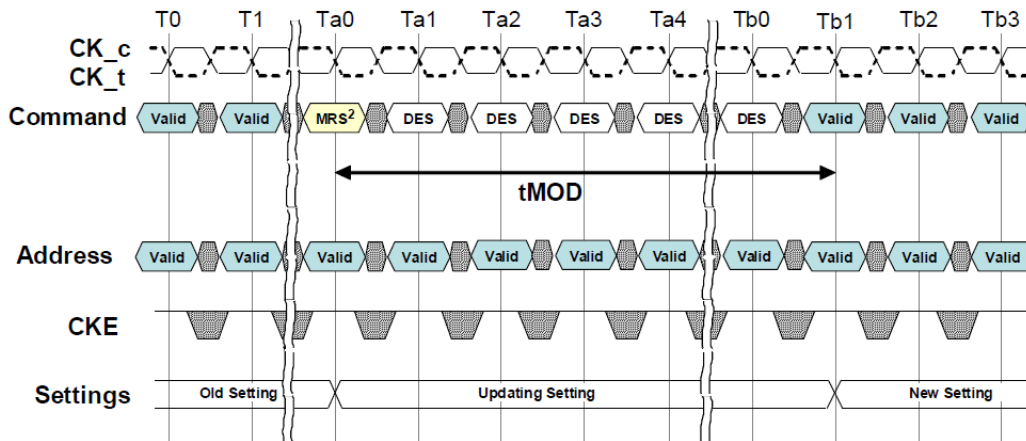 T0 T1 Ta0 Ta1 Ta2 Ta3 Ta4 Tb0 Tb1 Tb2 Tb3
CK_c
CK_t
Command Valid Valid MRS² DES DES DES DES DES Valid Valid Valid
tMOD
Address Valid Valid Valid Valid Valid Valid Valid Valid Valid Valid Valid
CKE
Settings Old Setting Updating Setting New Setting